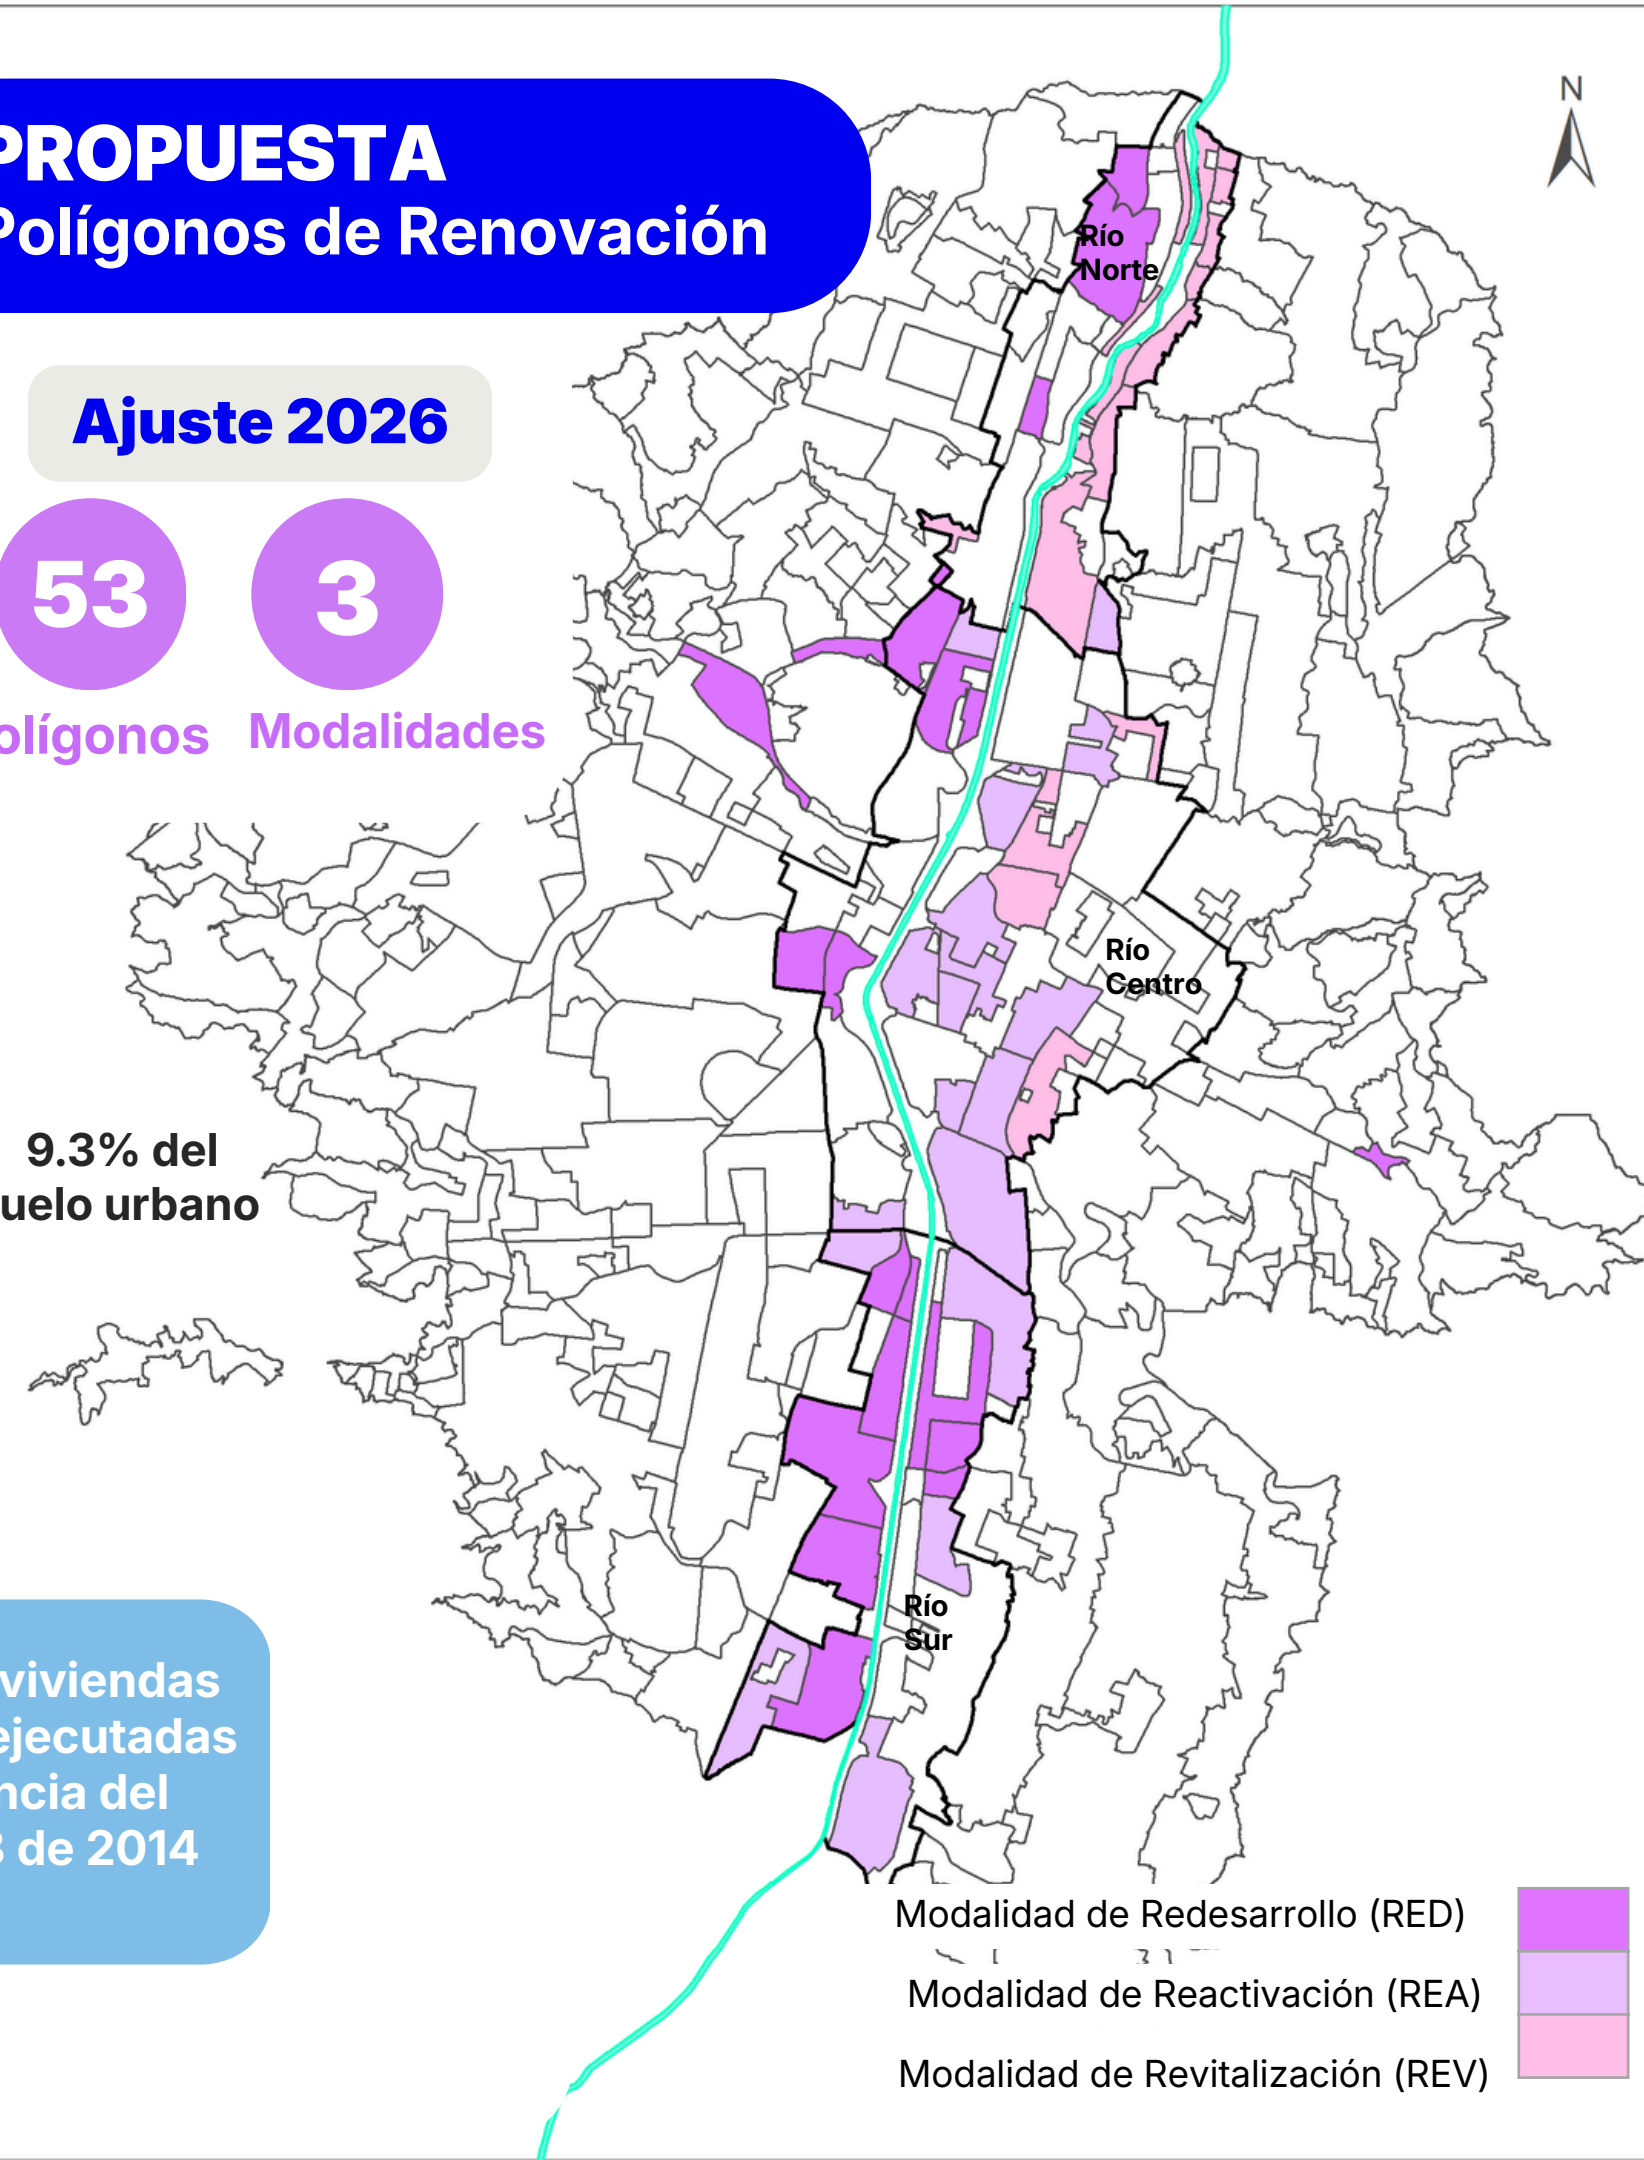 PROPUESTA
Polígonos de Renovación
N
Río
Norte
Ajuste 2026
53
3
olígonos
Modalidades
Río
Centro
9.3% del
uelo urbano
Río
Sur
viviendas
ejecutadas
ncia del
de 2014
Modalidad de Redesarrollo (RED)
Modalidad de Reactivación (REA)
Modalidad de Revitalización (REV)